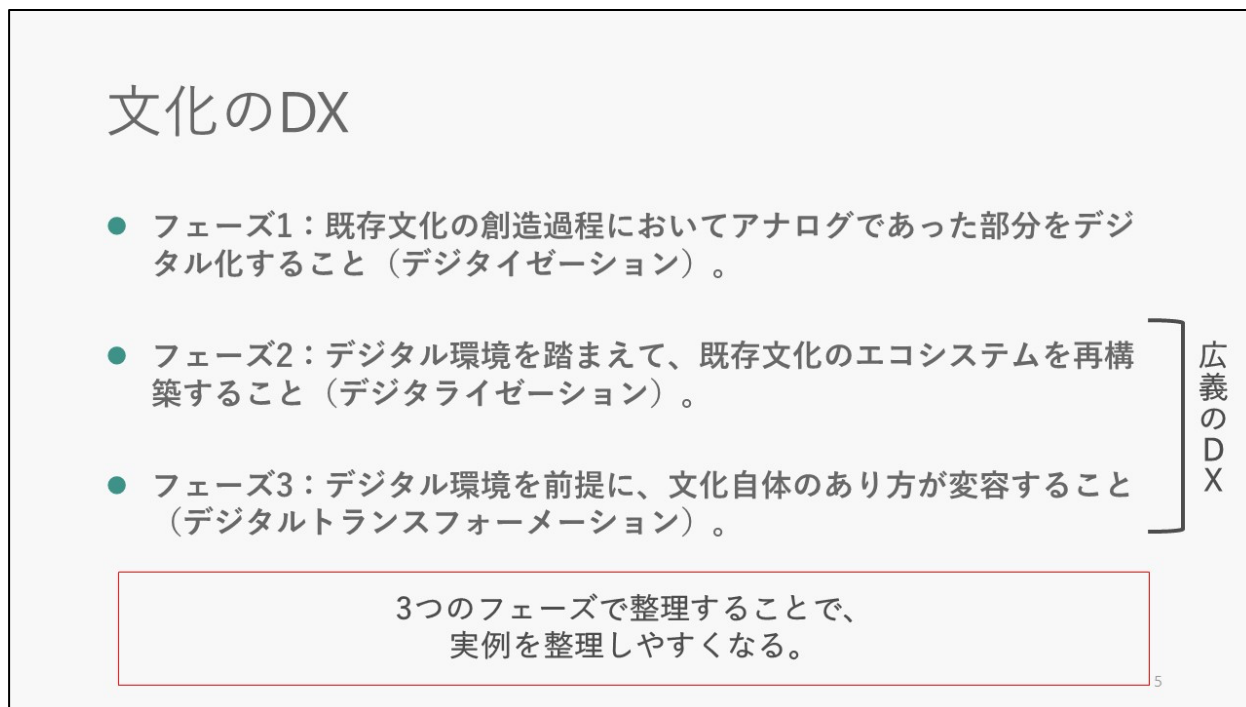 文化のDX
● フェーズ1：既存文化の創造過程においてアナログであった部分をデジ
タル化すること（デジタイゼーション）。
● フェーズ2：デジタル環境を踏まえて、既存文化のエコシステムを再構
築すること（デジタライゼーション）。
● フェーズ3：デジタル環境を前提に、文化自体のあり方が変容すること
（デジタルトランスフォーメーション）。
広義のDX
3つのフェーズで整理することで、
実例を整理しやすくなる。
5